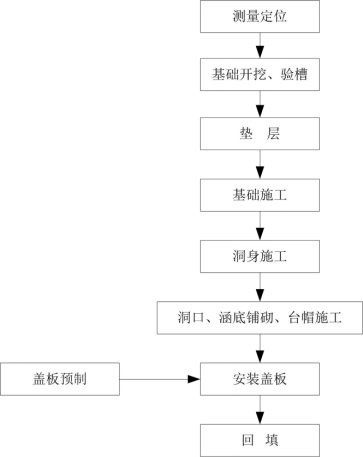 测量定位
基础开挖、验槽
垫 层
基础施工
洞身施工
洞口、涵底铺砌、台帽施工
盖板预制
安装盖板
回 填